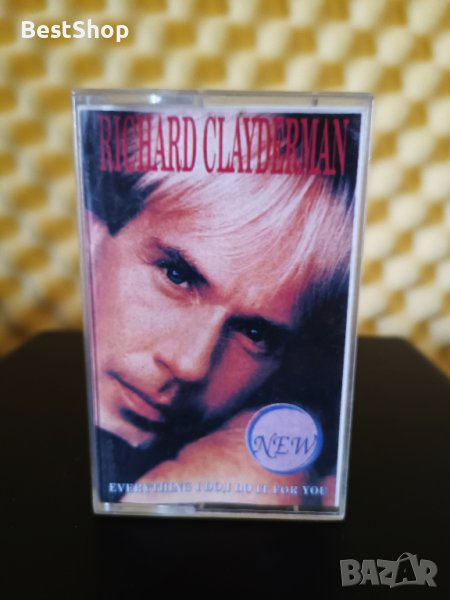 BestShop
RICHARD CLAYDERMAN
NEW
EVERYTHING I DO,I DO IT FOR YOU
BAZAR